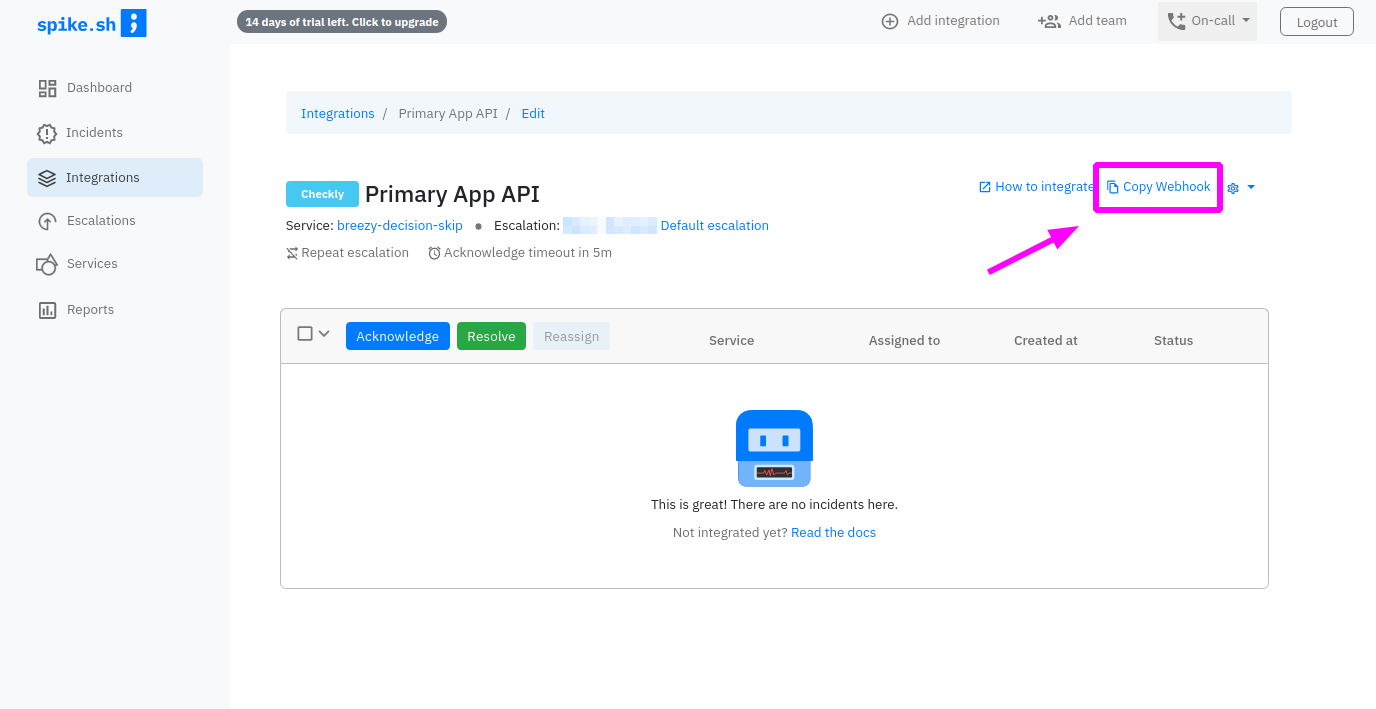 spike.sh ;
14 days of trial left. Click to upgrade
Add integration
Add team
On-call
Logout
Dashboard
Incidents
Integrations
Escalations
Services
Reports
Integrations / Primary App API / Edit
Checkly Primary App API
How to integrate
Copy Webhook
Service: breezy-decision-skip ● Escalation: Default escalation
Repeat escalation Acknowledge timeout in 5m
Acknowledge Resolve Reassign Service Assigned to Created at Status
This is great! There are no incidents here.
Not integrated yet? Read the docs